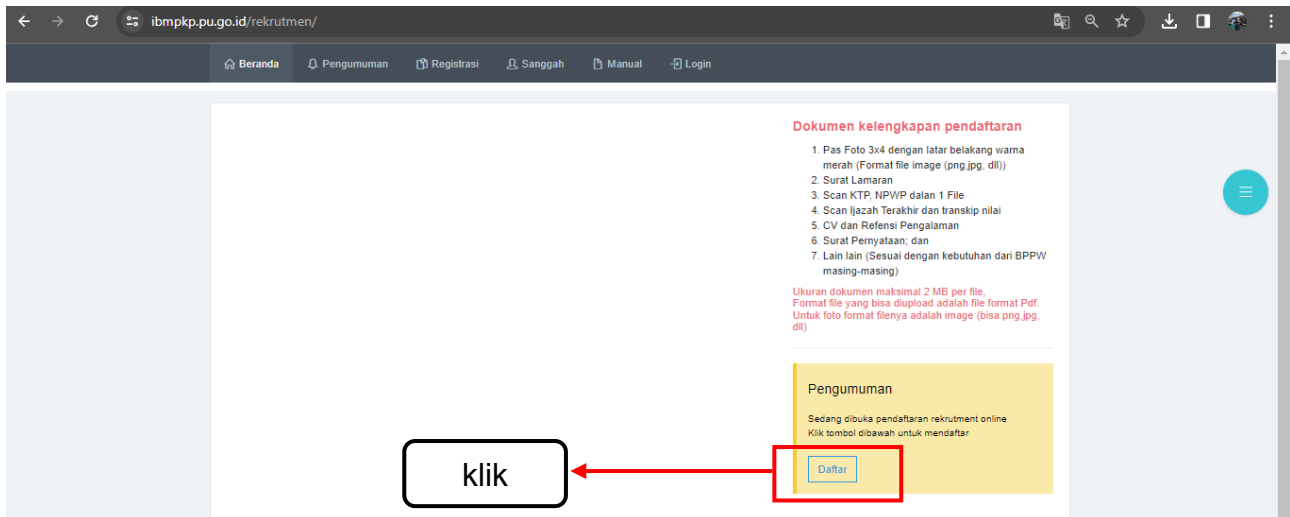 ibmpkp.pu.go.id/rekrutmen/
Beranda Pengumuman Registrasi Sanggah Manual Login
Dokumen kelengkapan pendaftaran
1. Pas Foto 3x4 dengan latar belakang warna
merah (Format file image (png,jpg, dll))
2. Surat Lamaran
3. Scan KTP, NPWP dalan 1 File
4. Scan Ijazah Terakhir dan transkip nilai
5. CV dan Refensi Pengalaman
6. Surat Pernyataan; dan
7. Lain lain (Sesuai dengan kebutuhan dari BPPW
masing-masing)
Ukuran dokumen maksimal 2 MB per file,
Format file yang bisa diupload adalah file format Pdf.
Untuk foto format filenya adalah image (bisa png,jpg,
dll)
Pengumuman
Sedang dibuka pendaftaran rekrutment online
Klik tombol dibawah untuk mendaftar
Daftar
klik